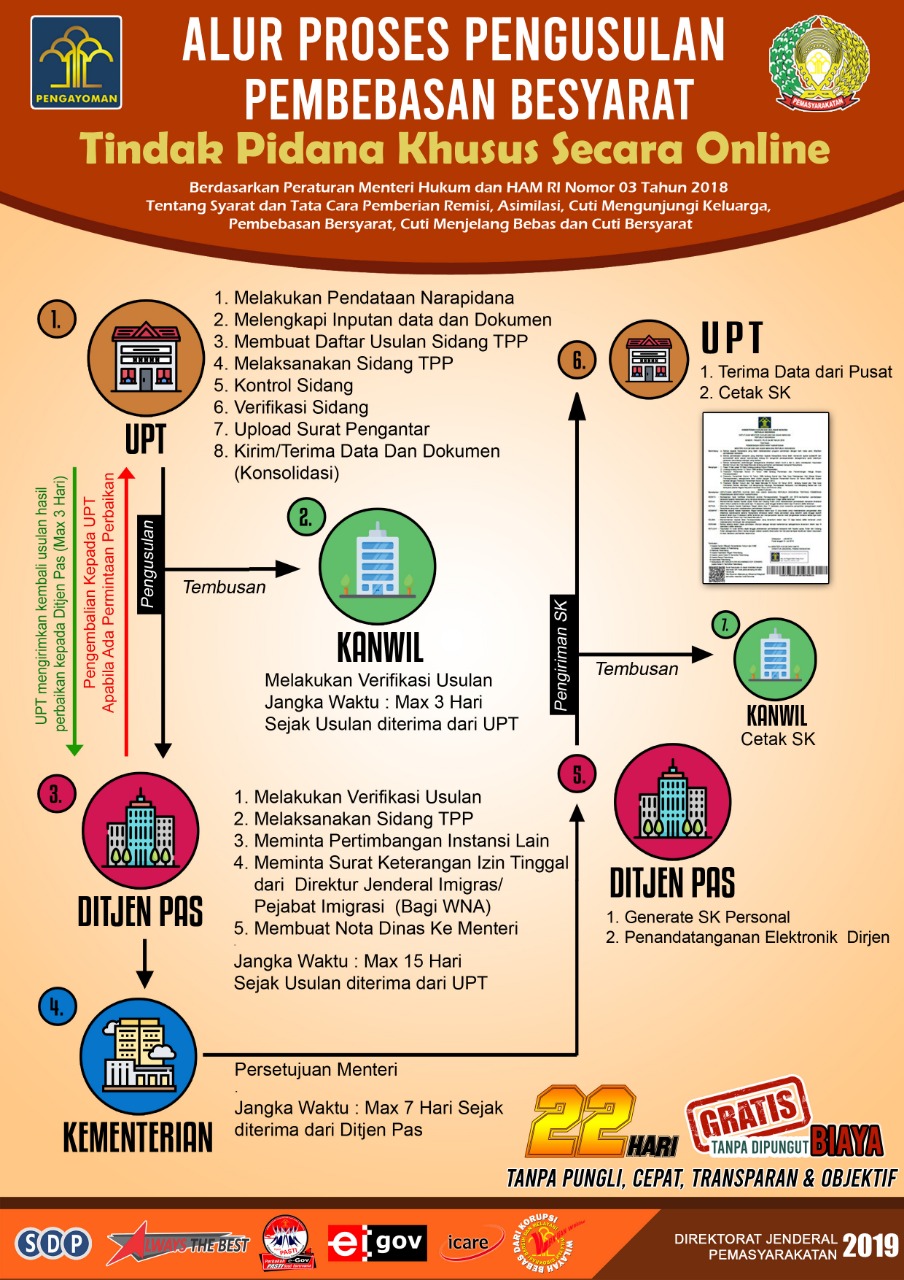 PENGAYOMAN
ALUR PROSES PENGUSULAN
PEMBEBASAN BESYARAT
Tindak Pidana Khusus Secara Online
PEMASYARAKATAN
Berdasarkan Peraturan Menteri Hukum dan HAM RI Nomor 03 Tahun 2018
Tentang Syarat dan Tata Cara Pemberian Remisi, Asimilasi, Cuti Mengunjungi Keluarga,
Pembebasan Bersyarat, Cuti Menjelang Bebas dan Cuti Bersyarat
1.
UPT
1. Melakukan Pendataan Narapidana
2. Melengkapi Inputan data dan Dokumen
3. Membuat Daftar Usulan Sidang TPP
4. Melaksanakan Sidang TPP
5. Kontrol Sidang
6. Verifikasi Sidang
7. Upload Surat Pengantar
8. Kirim/Terima Data Dan Dokumen
(Konsolidasi)
UPT mengirimkan kembali usulan hasil
perbaikan kepada Ditjen Pas (Max 3 Hari)
Pengembalian Kepada UPT
Apabila Ada Permintaan Perbaikan
Pengusulan
Tembusan
2.
KANWIL
Melakukan Verifikasi Usulan
Jangka Waktu : Max 3 Hari
Sejak Usulan diterima dari UPT
3.
DITJEN PAS
1. Melakukan Verifikasi Usulan
2. Melaksanakan Sidang TPP
3. Meminta Pertimbangan Instansi Lain
4. Meminta Surat Keterangan Izin Tinggal
dari Direktur Jenderal Imigras/
Pejabat Imigrasi (Bagi WNA)
5. Membuat Nota Dinas Ke Menteri
Jangka Waktu : Max 15 Hari
Sejak Usulan diterima dari UPT
4.
KEMENTERIAN
Persetujuan Menteri
Jangka Waktu : Max 7 Hari Sejak
diterima dari Ditjen Pas
5.
DITJEN PAS
1. Generate SK Personal
2. Penandatanganan Elektronik Dirjen
Pengiriman SK
Tembusan
6.
UPT
1. Terima Data dari Pusat
2. Cetak SK
7.
KANWIL
Cetak SK
22 HARI
GRATIS
TANPA DIPUNGUT BIAYA
TANPA PUNGLI, CEPAT, TRANSPARAN & OBJEKTIF
SDP
ALWAYS THE BEST
PASTI
e-gov
icare
WILAYAH BEBAS DARI KORUPSI
DIREKTORAT JENDERAL
PEMASYARAKATAN 2019